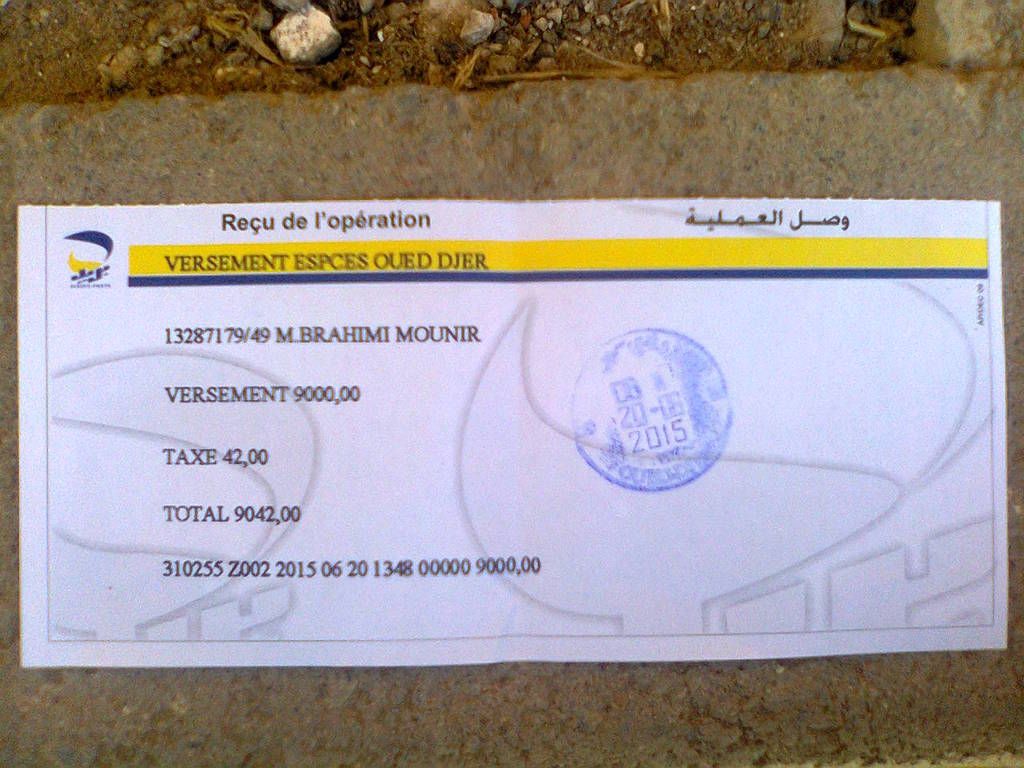 Reçu de l'opération
وصل العملية
VERSEMENT ESPCES OUED DJER
13287179/49 M.BRAHIMI MOUNIR
VERSEMENT 9000,00
20-06
2015
TAXE 42,00
TOTAL 9042,00
310255 Z002 2015 06 20 1348 00000 9000,00